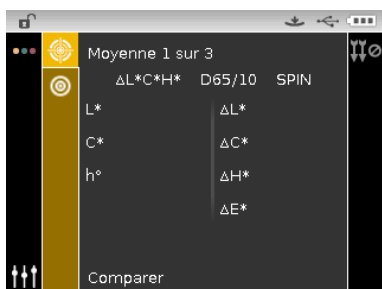 Moyenne 1 sur 3
ΔL*C*H* D65/10 SPIN
L* ΔL*
C* ΔC*
h° ΔH*
ΔE*
Comparer